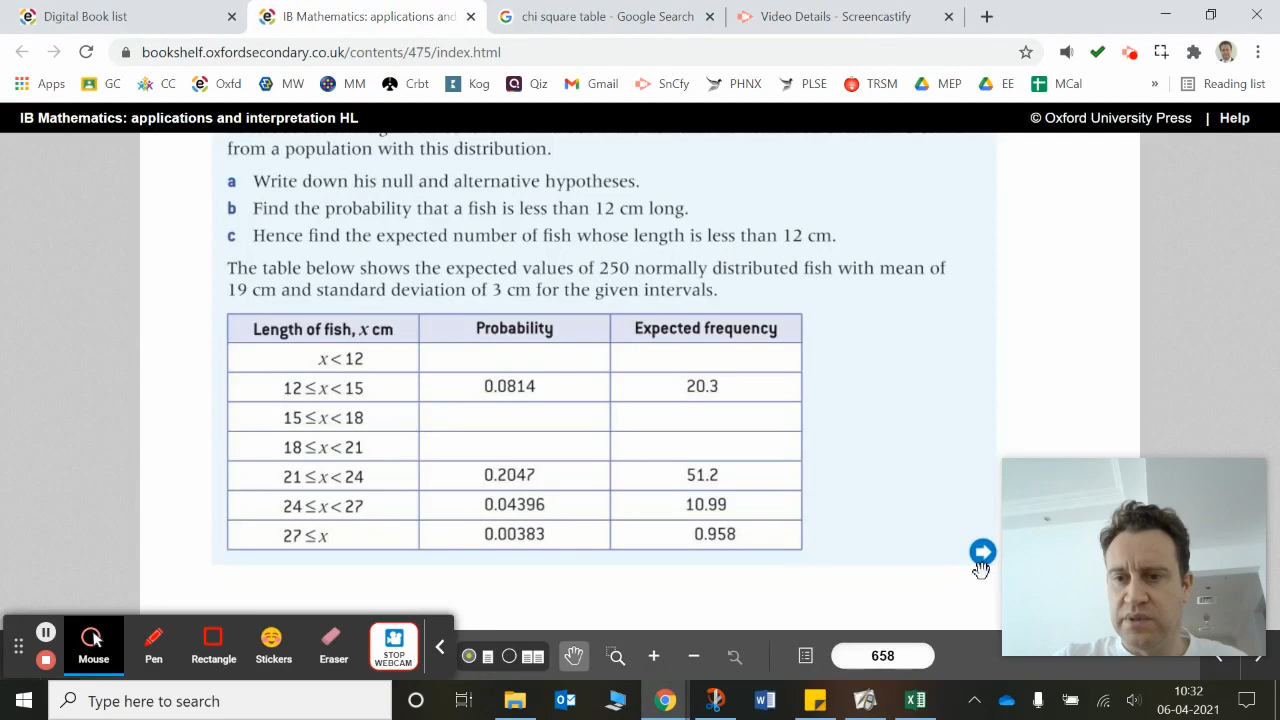 Digital Book list
IB Mathematics: applications and
chi square table - Google Search
Video Details - Screencastify
bookshelf.oxfordsecondary.co.uk/contents/475/index.html
Apps GC CC Oxfd MW MM Crbt Kog Qiz Gmail SnCfy PHNX PLSE TRSM MEP EE MCal » Reading list
IB Mathematics: applications and interpretation HL
© Oxford University Press | Help
from a population with this distribution.
a Write down his null and alternative hypotheses.
b Find the probability that a fish is less than 12 cm long.
c Hence find the expected number of fish whose length is less than 12 cm.
The table below shows the expected values of 250 normally distributed fish with mean of
19 cm and standard deviation of 3 cm for the given intervals.
Length of fish, x cm Probability Expected frequency
x < 12
12 ≤ x < 15 0.0814 20.3
15 ≤ x < 18
18 ≤ x < 21
21 ≤ x < 24 0.2047 51.2
24 ≤ x < 27 0.04396 10.99
27 ≤ x 0.00383 0.958
Mouse Pen Rectangle Stickers Eraser STOP WEBCAM
658
Type here to search
10:32
06-04-2021